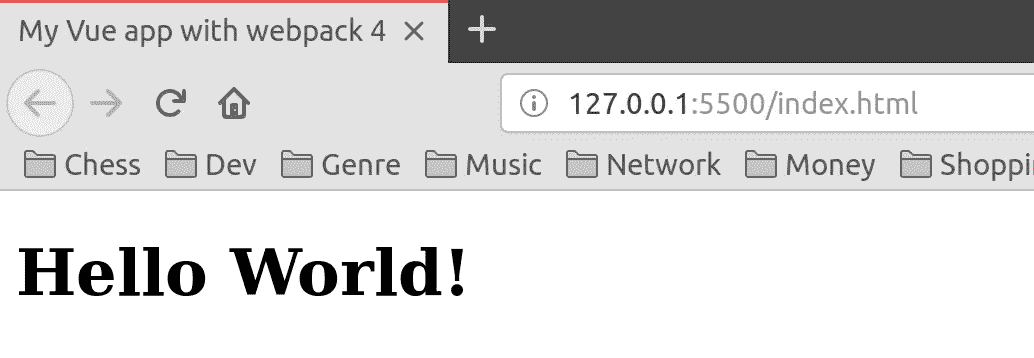 My Vue app with webpack 4
127.0.0.1:5500/index.html
Chess Dev Genre Music Network Money Shoppi
Hello World!